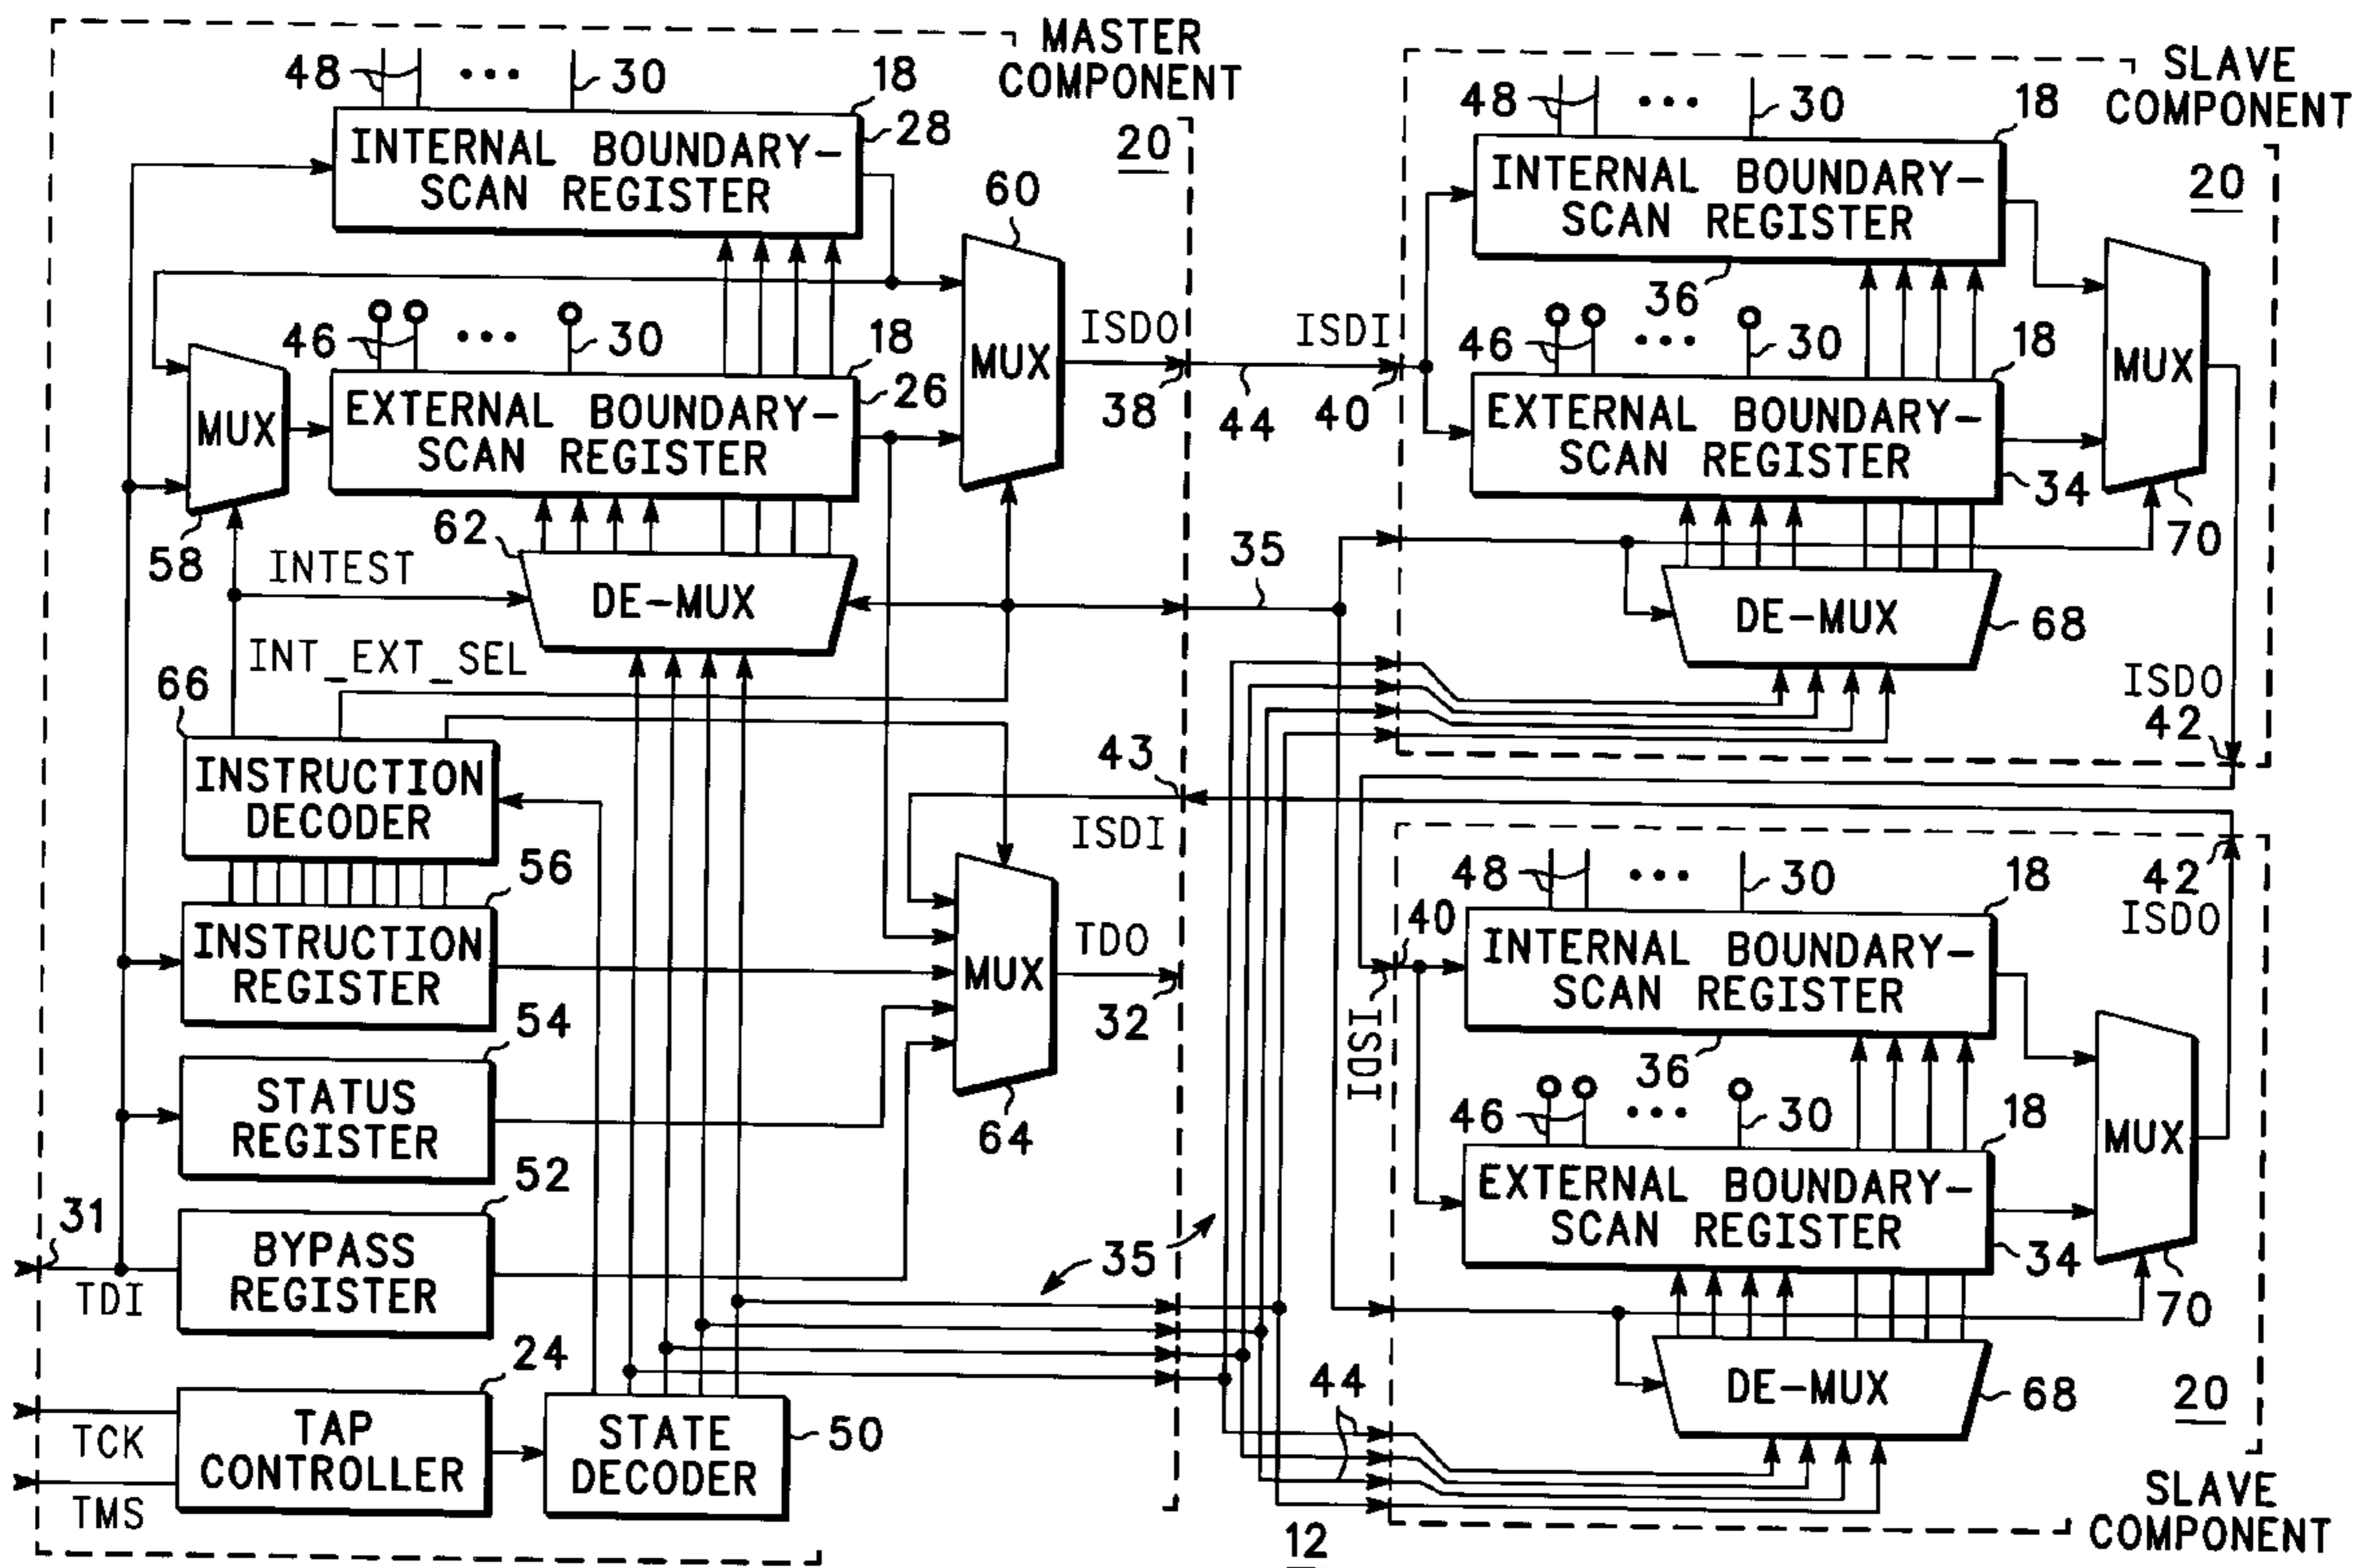 MASTER
COMPONENT
20
48 ••• 30
18
28
INTERNAL BOUNDARY-
SCAN REGISTER
60
MUX
ISDO
38
46 ••• 30
18
26
MUX
58
EXTERNAL BOUNDARY-
SCAN REGISTER
62
INTEST
DE-MUX
INT_EXT_SEL
66
INSTRUCTION
DECODER
56
INSTRUCTION
REGISTER
54
STATUS
REGISTER
52
BYPASS
REGISTER
31
TDI
43
ISDI
MUX
64
TDO
32
24
TAP
CONTROLLER
TCK
TMS
STATE
DECODER
50
35
35
44
44
12
SLAVE
COMPONENT
20
ISDI
40
48 ••• 30
18
INTERNAL BOUNDARY-
SCAN REGISTER
36
46 ••• 30
18
EXTERNAL BOUNDARY-
SCAN REGISTER
34
MUX
70
DE-MUX
68
ISDO
42
42
ISDO
40
ISDI
48 ••• 30
18
INTERNAL BOUNDARY-
SCAN REGISTER
36
46 ••• 30
18
EXTERNAL BOUNDARY-
SCAN REGISTER
34
MUX
70
DE-MUX
68
20
SLAVE
COMPONENT